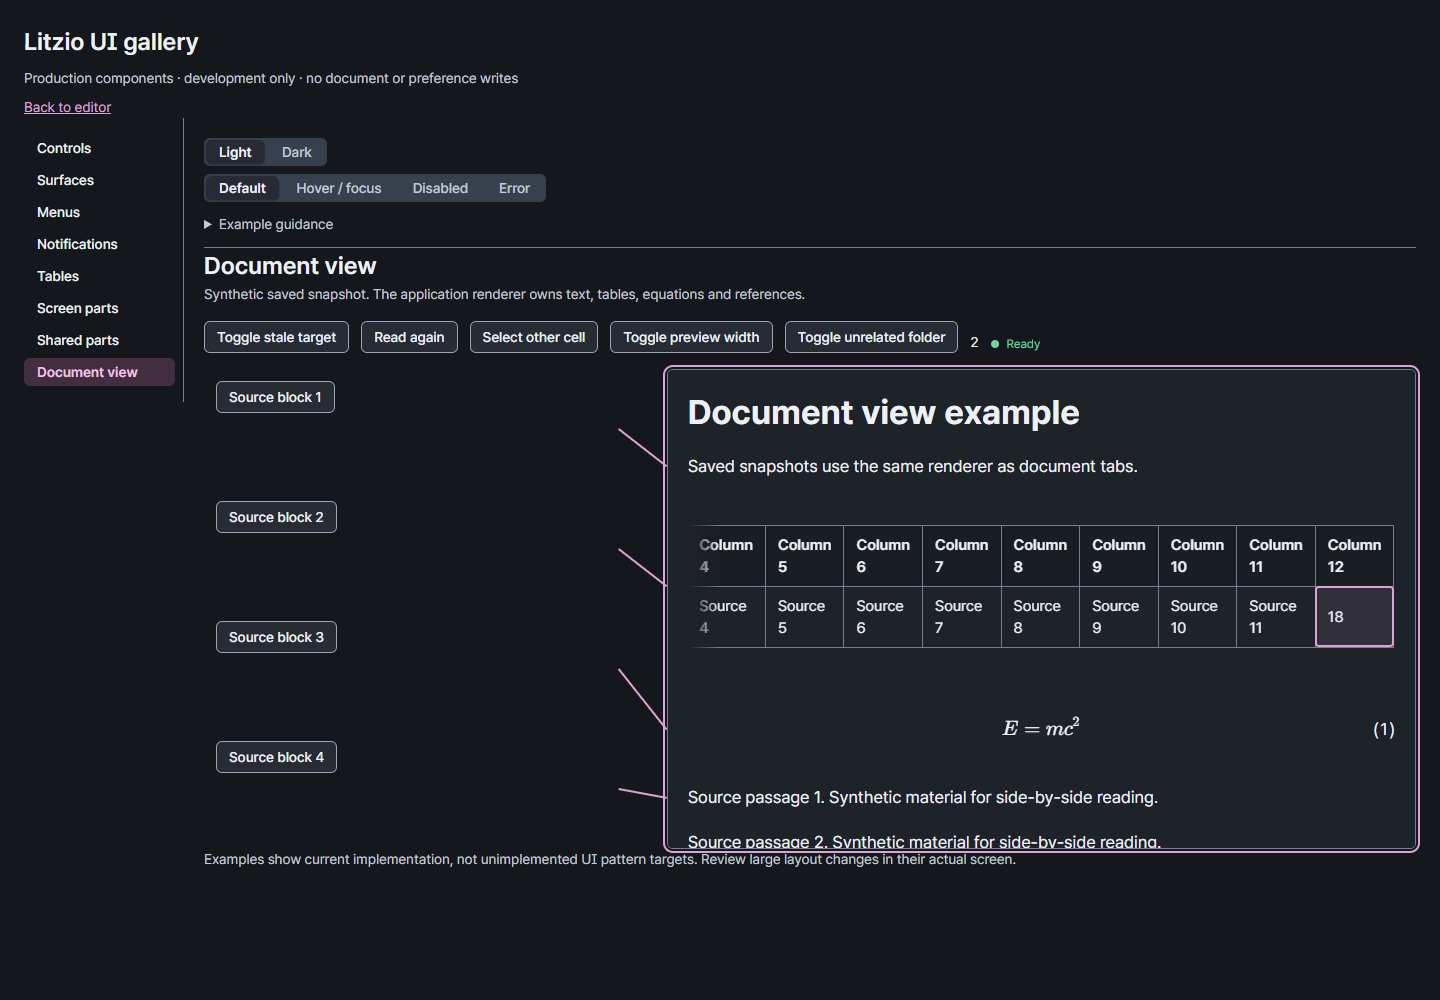 Litzio UI gallery
Production components · development only · no document or preference writes
Back to editor
Controls
Surfaces
Menus
Notifications
Tables
Screen parts
Shared parts
Document view
Light Dark
Default Hover / focus Disabled Error
Example guidance
Document view
Synthetic saved snapshot. The application renderer owns text, tables, equations and references.
Toggle stale target Read again Select other cell Toggle preview width Toggle unrelated folder 2 Ready
Source block 1
Source block 2
Source block 3
Source block 4
Document view example
Saved snapshots use the same renderer as document tabs.
Column 4 Column 5 Column 6 Column 7 Column 8 Column 9 Column 10 Column 11 Column 12
Source 4 Source 5 Source 6 Source 7 Source 8 Source 9 Source 10 Source 11 18
E = mc² (1)
Source passage 1. Synthetic material for side-by-side reading.
Source passage 2. Synthetic material for side-by-side reading.
Examples show current implementation, not unimplemented UI pattern targets. Review large layout changes in their actual screen.